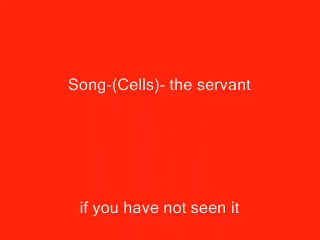 Song-(Cells)- the servant
if you have not seen it